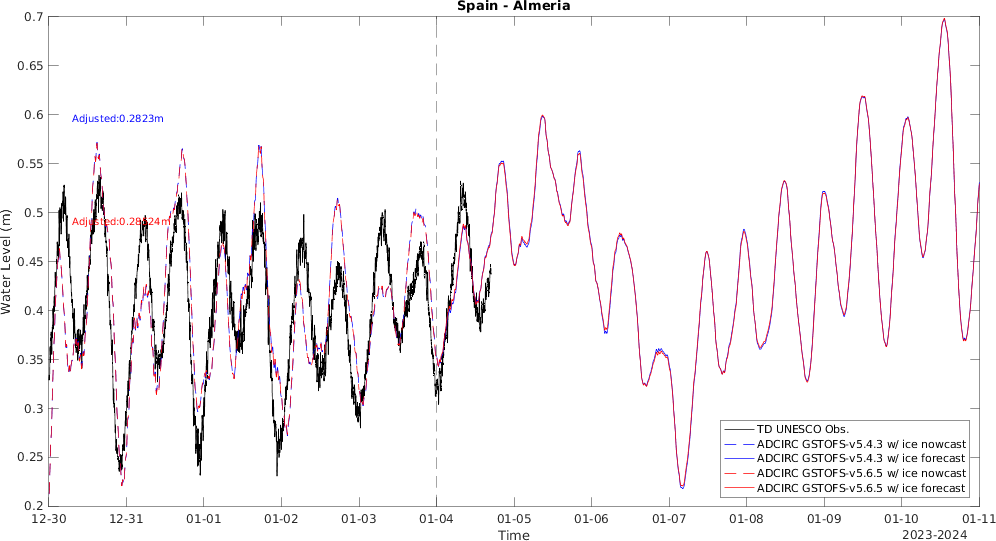 Spain - Almeria
Water Level (m)
0.7
0.65
0.6
0.55
0.5
0.45
0.4
0.35
0.3
0.25
0.2
Adjusted:0.2823m
TD UNESCO Obs.
ADCIRC GSTOFS-v5.4.3 w/ ice nowcast
ADCIRC GSTOFS-v5.4.3 w/ ice forecast
ADCIRC GSTOFS-v5.6.5 w/ ice nowcast
ADCIRC GSTOFS-v5.6.5 w/ ice forecast
12-30 12-31 01-01 01-02 01-03 01-04 01-05 01-06 01-07 01-08 01-09 01-10 01-11
Time
2023-2024